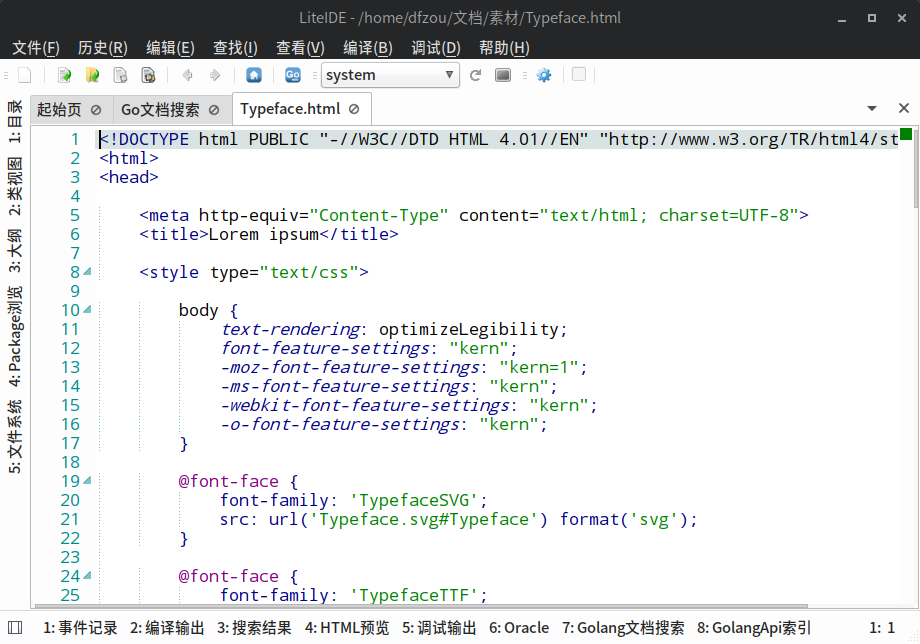 LiteIDE - /home/dfzou/文档/素材/Typeface.html
文件(F) 历史(R) 编辑(E) 查找(I) 查看(V) 编译(B) 调试(D) 帮助(H)
Go system
起始页 Go文档搜索 Typeface.html
1: 目录
2: 类视图
3: 大纲
4: Package浏览
5: 文件系统
1 <!DOCTYPE html PUBLIC "-//W3C//DTD HTML 4.01//EN" "http://www.w3.org/TR/html4/st
2 <html>
3 <head>
4
5 <meta http-equiv="Content-Type" content="text/html; charset=UTF-8">
6 <title>Lorem ipsum</title>
7
8 <style type="text/css">
9
10 body {
11 text-rendering: optimizeLegibility;
12 font-feature-settings: "kern";
13 -moz-font-feature-settings: "kern=1";
14 -ms-font-feature-settings: "kern";
15 -webkit-font-feature-settings: "kern";
16 -o-font-feature-settings: "kern";
17 }
18
19 @font-face {
20 font-family: 'TypefaceSVG';
21 src: url('Typeface.svg#Typeface') format('svg');
22 }
23
24 @font-face {
25 font-family: 'TypefaceTTF';
1:事件记录 2:编译输出 3:搜索结果 4:HTML预览 5:调试输出 6:Oracle 7:Golang文档搜索 8:GolangApi索引 1: 1